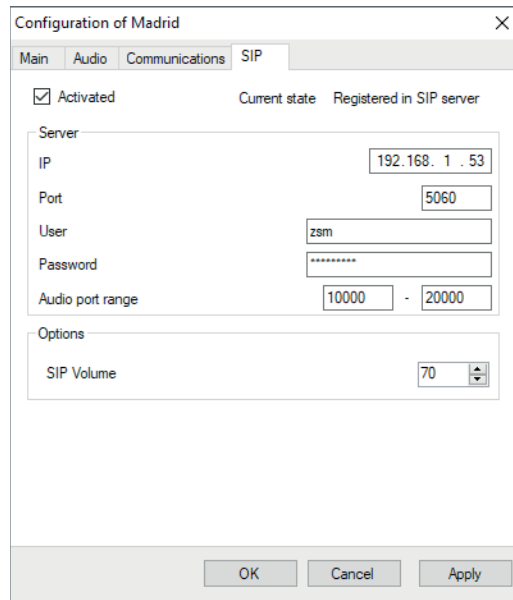 Configuration of Madrid
Main Audio Communications SIP
Activated Current state Registered in SIP server
Server
IP 192.168. 1 . 53
Port 5060
User zsm
Password *********
Audio port range 10000 - 20000
Options
SIP Volume 70
OK Cancel Apply